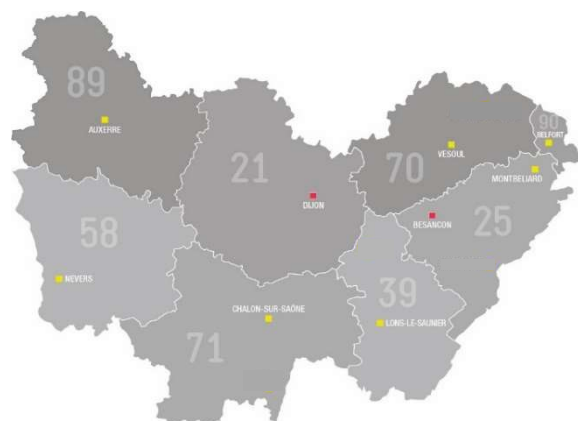 89
AUXERRE
21
DIJON
70
VESOUL
90
BELFORT
MONTBELIARD
25
BESANCON
58
NEVERS
39
LONS-LE-SAUNIER
71
CHALON-SUR-SAÔNE